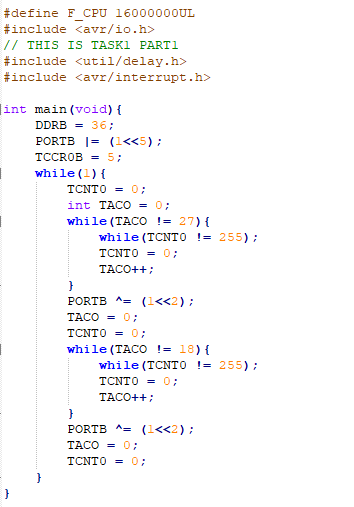 #define F_CPU 16000000UL
#include <avr/io.h>
// THIS IS TASK1 PART1
#include <util/delay.h>
#include <avr/interrupt.h>
int main(void){
DDRB = 36;
PORTB |= (1<<5);
TCCR0B = 5;
while(1){
TCNT0 = 0;
int TACO = 0;
while(TACO != 27){
while(TCNT0 != 255);
TCNT0 = 0;
TACO++;
}
PORTB ^= (1<<2);
TACO = 0;
TCNT0 = 0;
while(TACO != 18){
while(TCNT0 != 255);
TCNT0 = 0;
TACO++;
}
PORTB ^= (1<<2);
TACO = 0;
TCNT0 = 0;
}
}